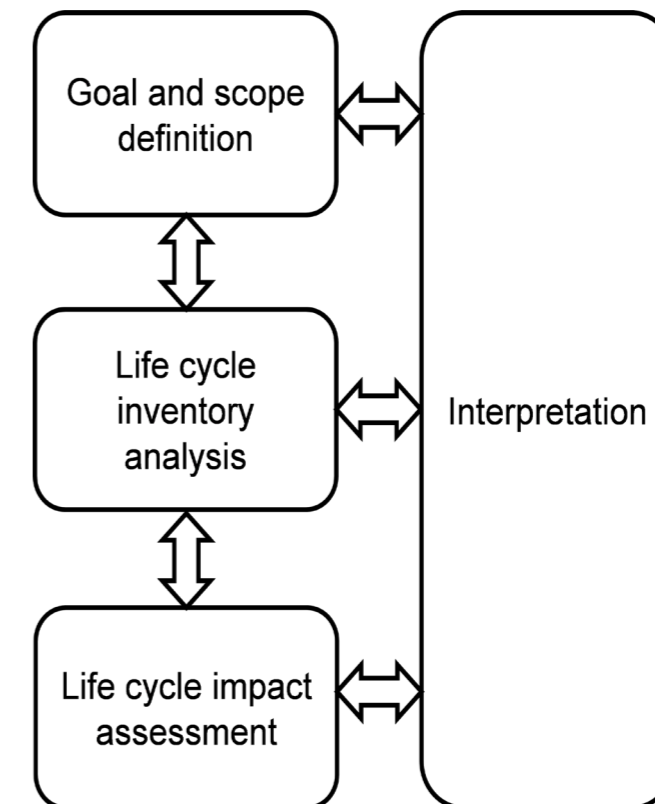 Goal and scope
definition
Life cycle
inventory
analysis
Interpretation
Life cycle impact
assessment